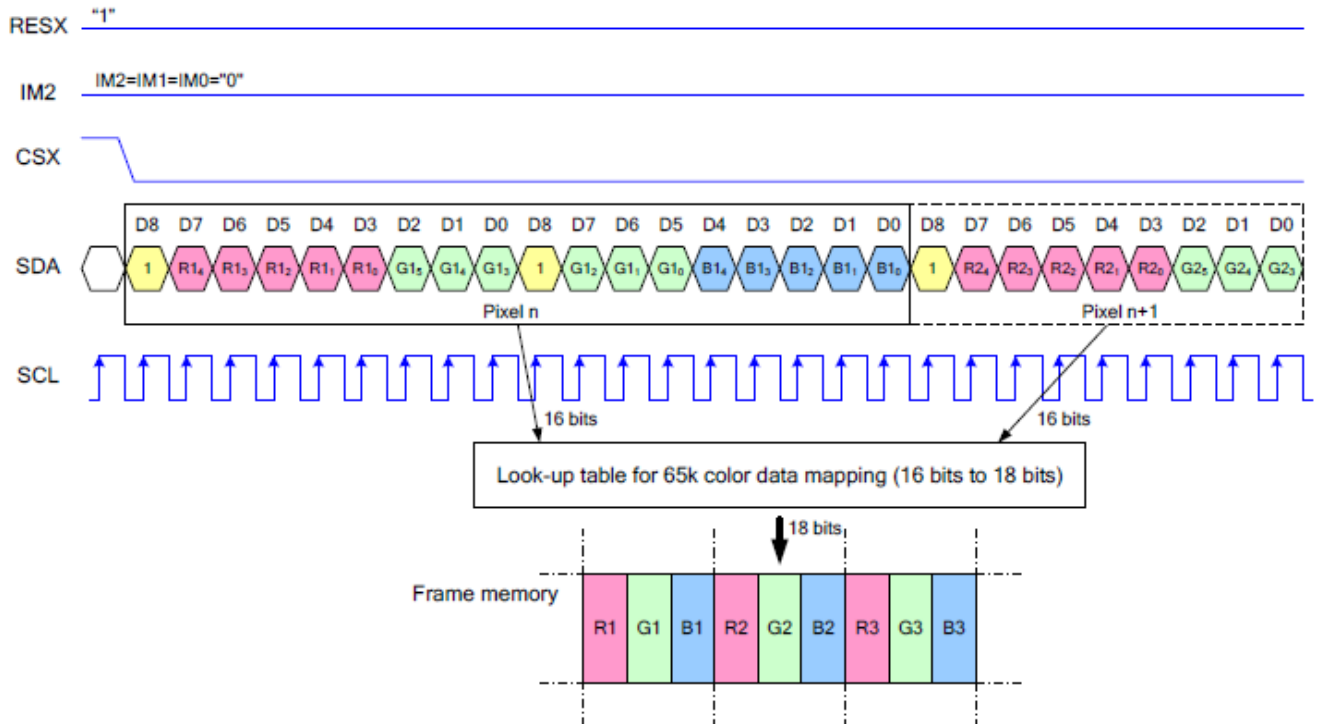 RESX "1"
IM2 IM2=IM1=IM0="0"
CSX
D8 D7 D6 D5 D4 D3 D2 D1 D0 D8 D7 D6 D5 D4 D3 D2 D1 D0 D8 D7 D6 D5 D4 D3 D2 D1 D0
SDA 1 R1₄ R1₃ R1₂ R1₁ R1₀ G1₅ G1₄ G1₃ 1 G1₂ G1₁ G1₀ B1₄ B1₃ B1₂ B1₁ B1₀ 1 R2₄ R2₃ R2₂ R2₁ R2₀ G2₅ G2₄ G2₃
Pixel n Pixel n+1
SCL
16 bits 16 bits
Look-up table for 65k color data mapping (16 bits to 18 bits)
18 bits
Frame memory
R1 G1 B1 R2 G2 B2 R3 G3 B3